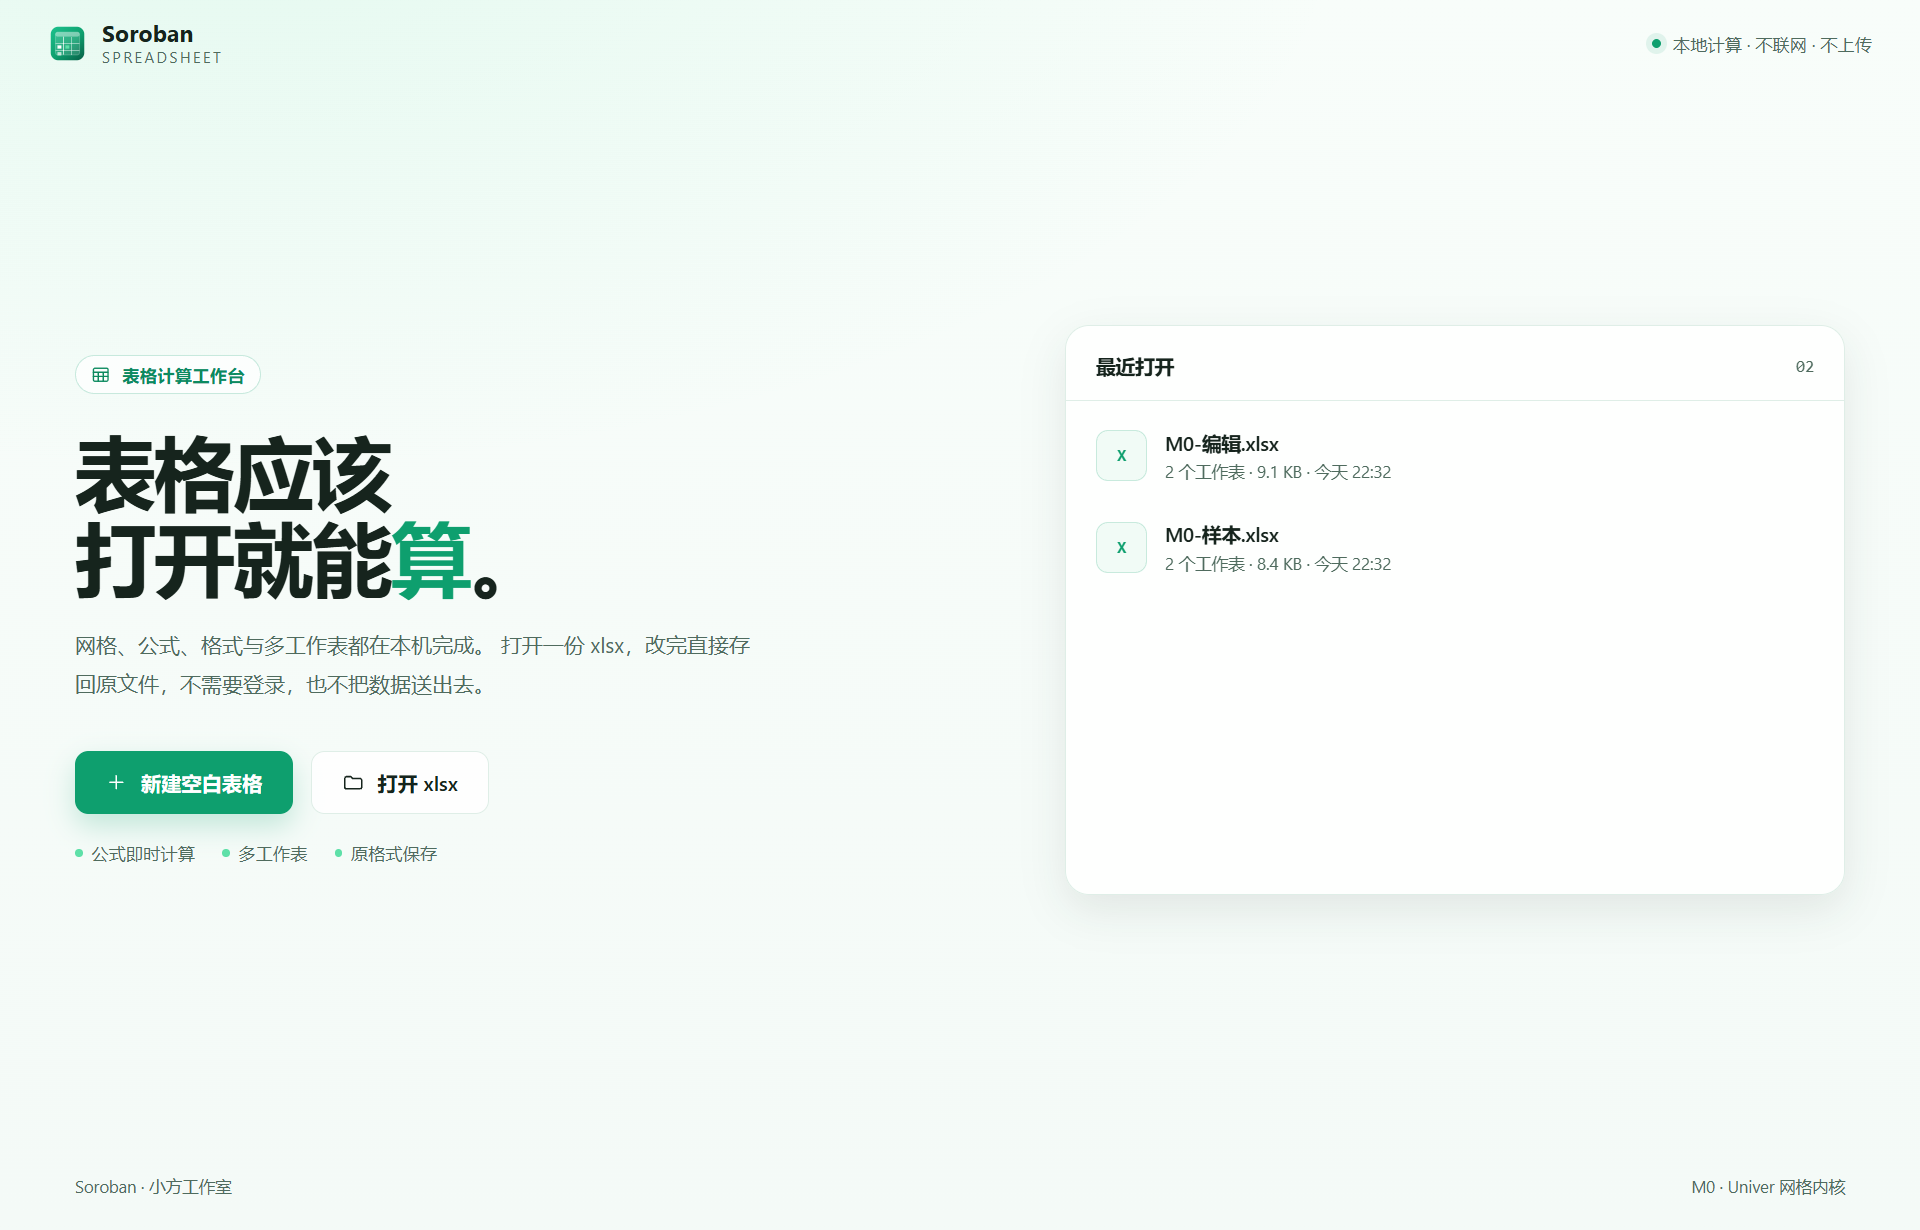 Soroban
SPREADSHEET
本地计算 · 不联网 · 不上传
表格计算工作台
表格应该
打开就能算。
网格、公式、格式与多工作表都在本机完成。 打开一份 xlsx，改完直接存
回原文件，不需要登录，也不把数据送出去。
新建空白表格
打开 xlsx
公式即时计算
多工作表
原格式保存
最近打开
02
X
M0-编辑.xlsx
2 个工作表 · 9.1 KB · 今天 22:32
X
M0-样本.xlsx
2 个工作表 · 8.4 KB · 今天 22:32
Soroban · 小方工作室
M0 · Univer 网格内核